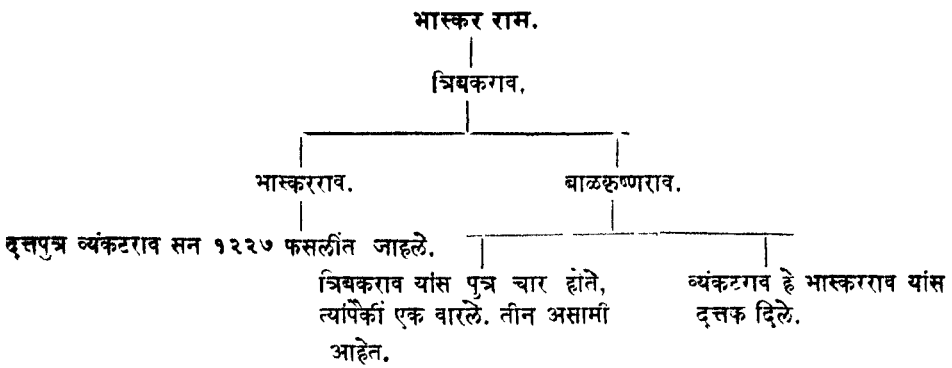 भास्कर राम.
त्रिंबकराव.
भास्करराव.
बाळकृष्णराव.
दत्तपुत्र व्यंकटराव सन १२२७ फसलींत जाहले.
त्रिंबकराव यांस पुत्र चार होते,
त्यांपैकीं एक वारले. तीन असामी
आहेत.
व्यंकटराव हे भास्करराव यांस
दत्तक दिले.